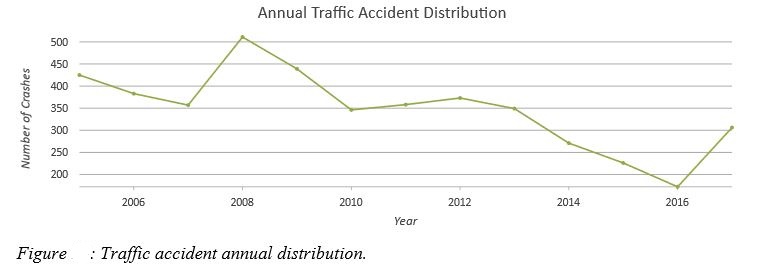 Annual Traffic Accident Distribution
500
450
400
350
300
250
200
Number of Crashes
2006 2008 2010 2012 2014 2016
Year
Figure : Traffic accident annual distribution.